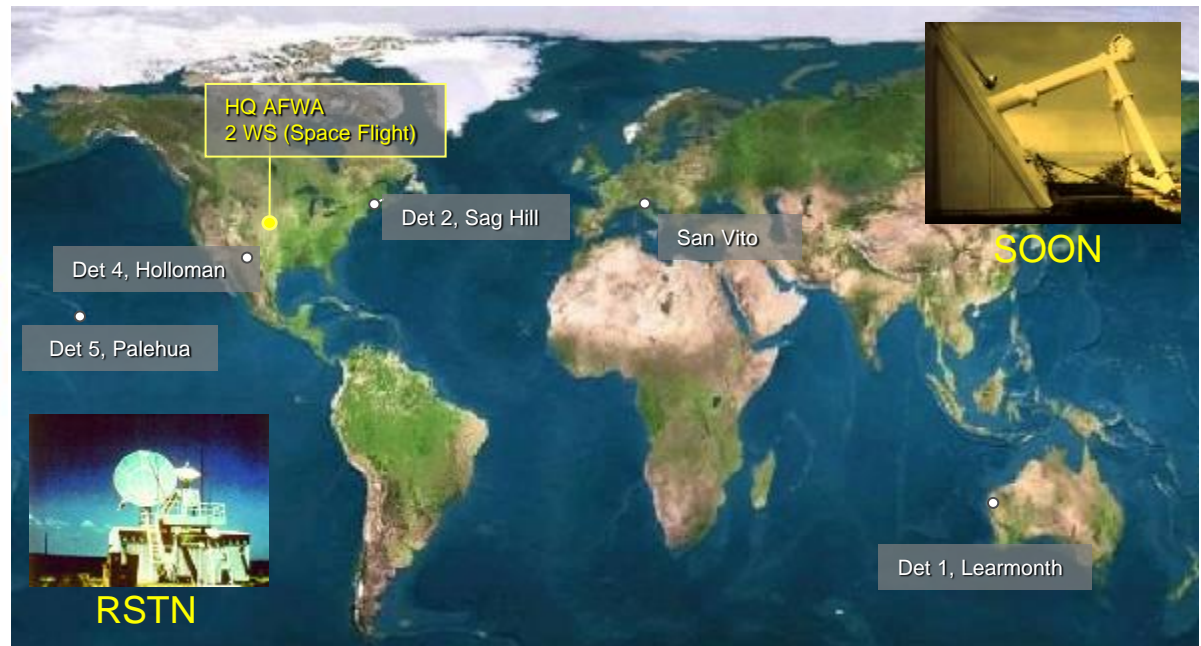 HQ AFWA
2 WS (Space Flight)
SOON
Det 2, Sag Hill
San Vito
Det 4, Holloman
Det 5, Palehua
RSTN
Det 1, Learmonth